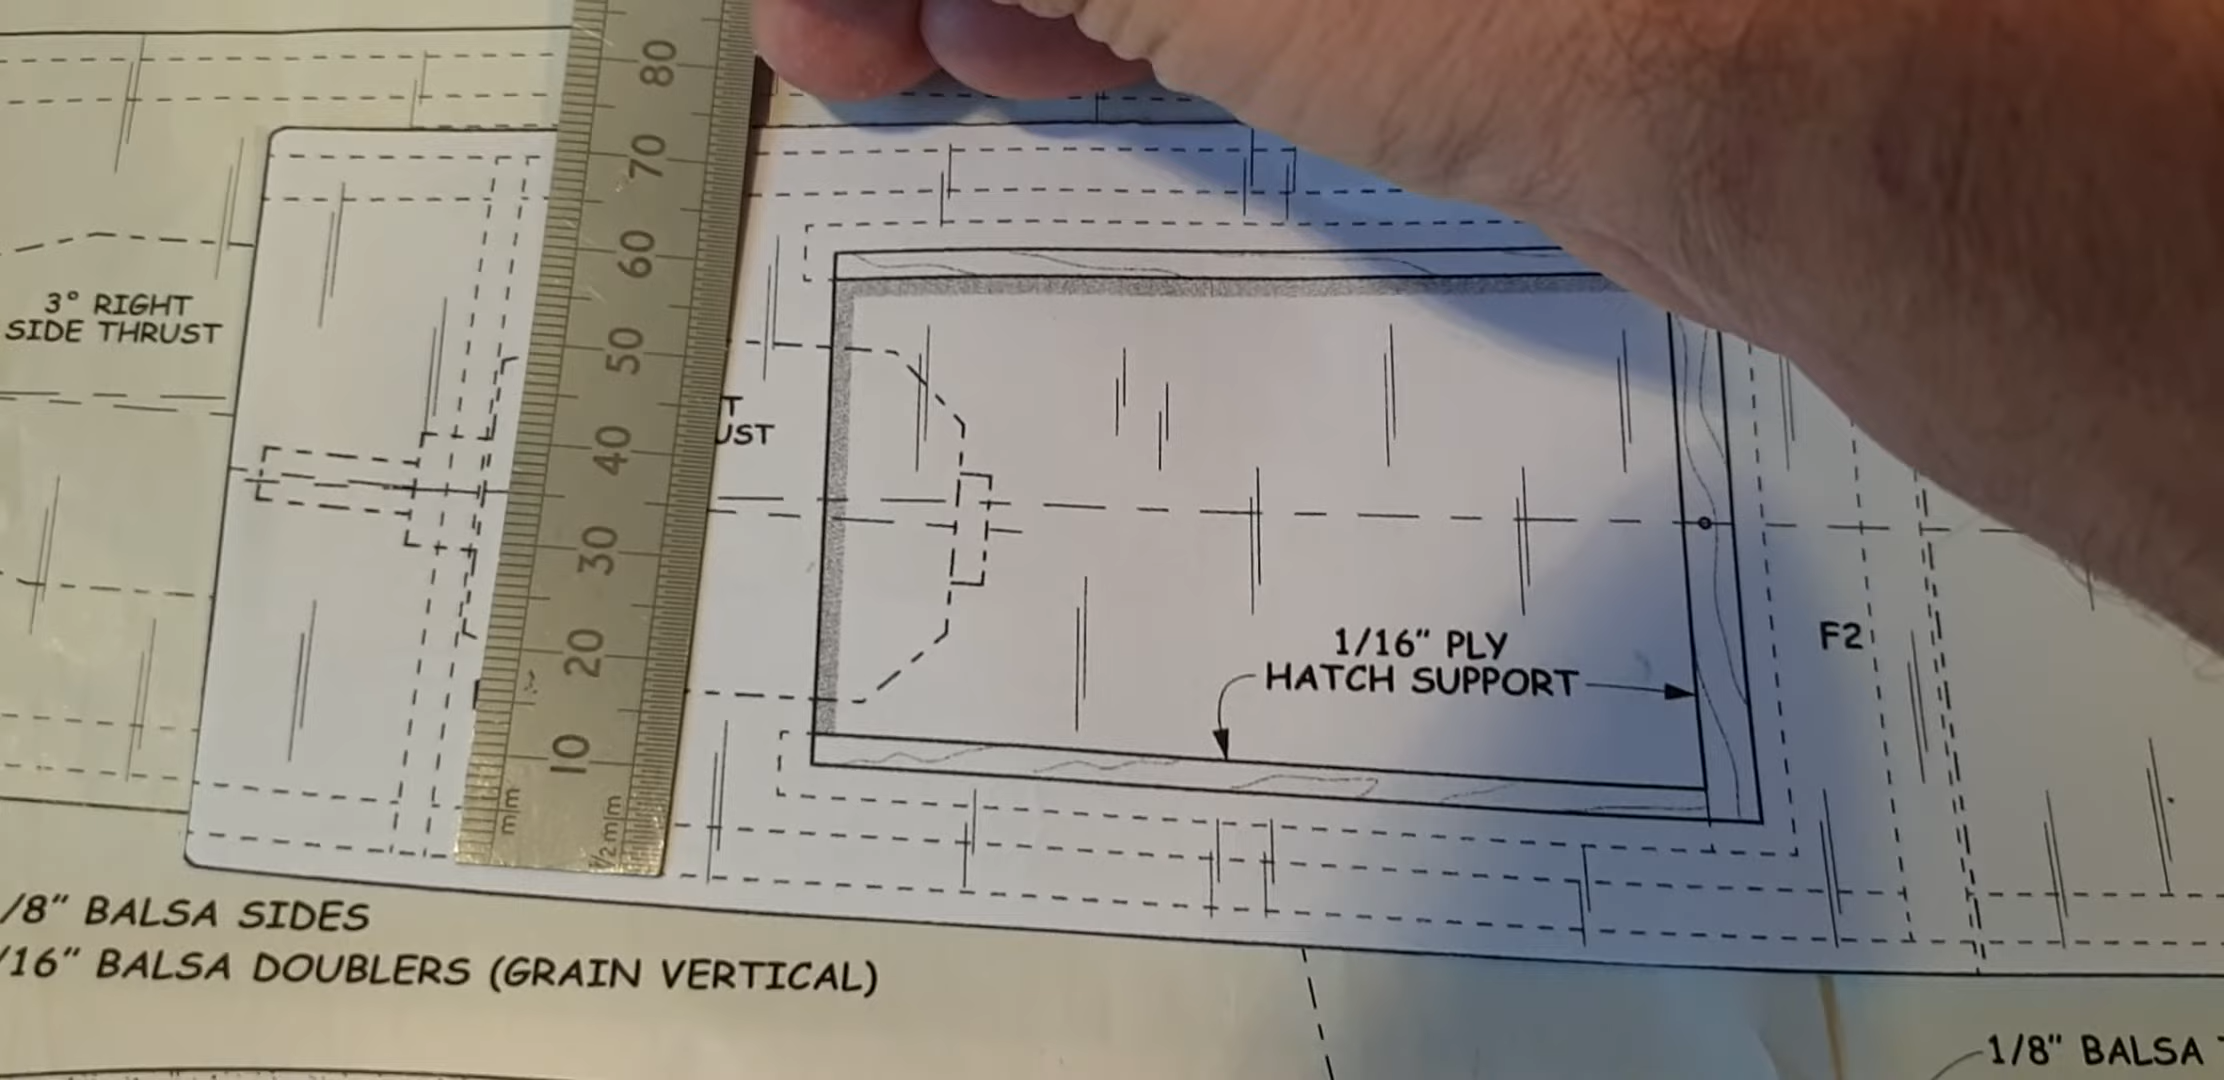 80
70
60
50
40
30
20
10
m|m
1/2 m|m
3° RIGHT
SIDE THRUST
T
UST
1/16" PLY
HATCH SUPPORT
F2
/8" BALSA SIDES
/16" BALSA DOUBLERS (GRAIN VERTICAL)
1/8" BALSA